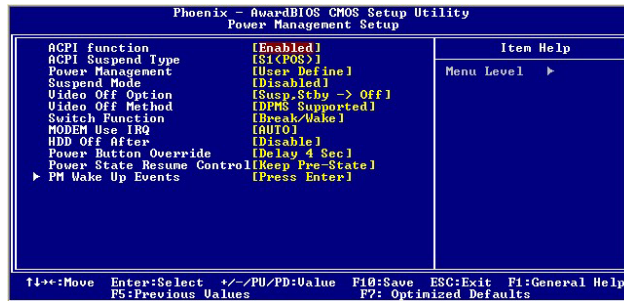 Phoenix - AwardBIOS CMOS Setup Utility
Power Management Setup
ACPI function [Enabled]
Item Help
ACPI Suspend Type [S1(POS)]
Power Management [User Define]
Menu Level ►
Suspend Mode [Disabled]
Video Off Option [Susp,Stby -> Off]
Video Off Method [DPMS Supported]
Switch Function [Break/Wake]
MODEM Use IRQ [AUTO]
HDD Off After [Disable]
Power Button Override [Delay 4 Sec]
Power State Resume Control[Keep Pre-State]
► PM Wake Up Events [Press Enter]
↑↓→←:Move Enter:Select +/-/PU/PD:Value F10:Save ESC:Exit F1:General Help
F5:Previous Values F7: Optimized Defaults